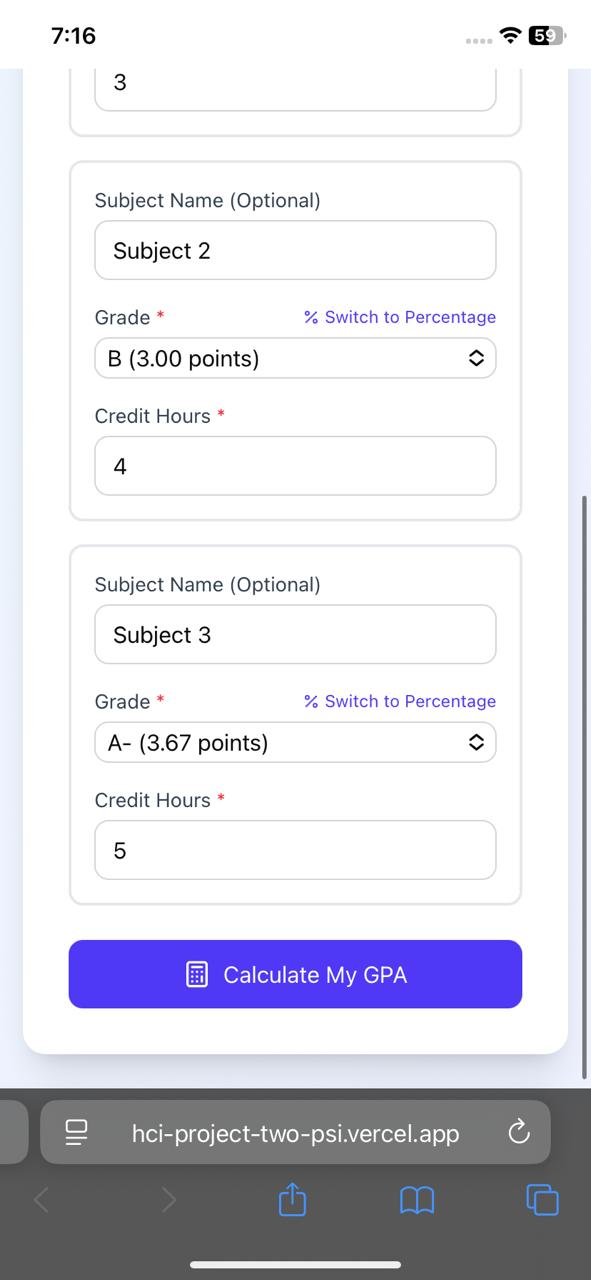 7:16
59
3
Subject Name (Optional)
Subject 2
Grade * % Switch to Percentage
B (3.00 points)
Credit Hours *
4
Subject Name (Optional)
Subject 3
Grade * % Switch to Percentage
A- (3.67 points)
Credit Hours *
5
Calculate My GPA
hci-project-two-psi.vercel.app